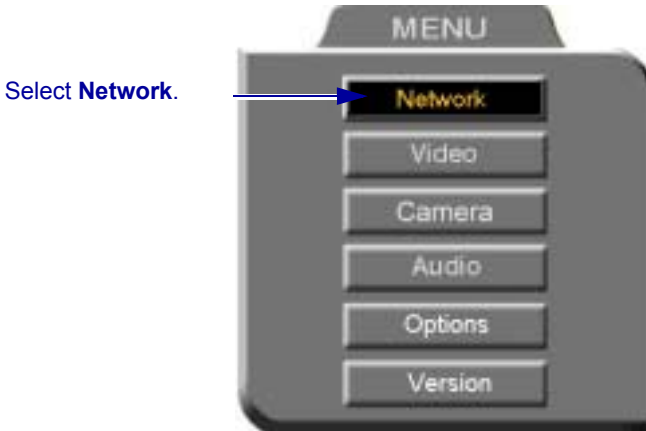 MENU
Select Network.
Network
Video
Camera
Audio
Options
Version